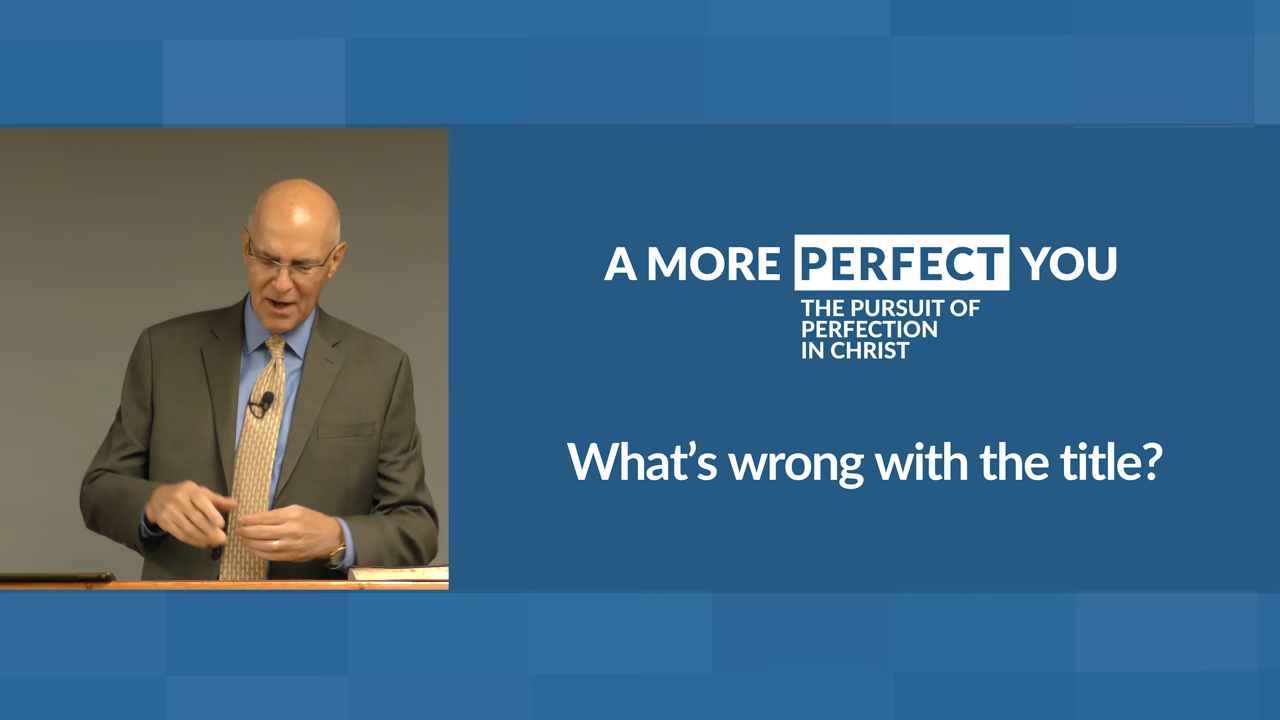 A MORE PERFECT YOU
THE PURSUIT OF
PERFECTION
IN CHRIST
What’s wrong with the title?